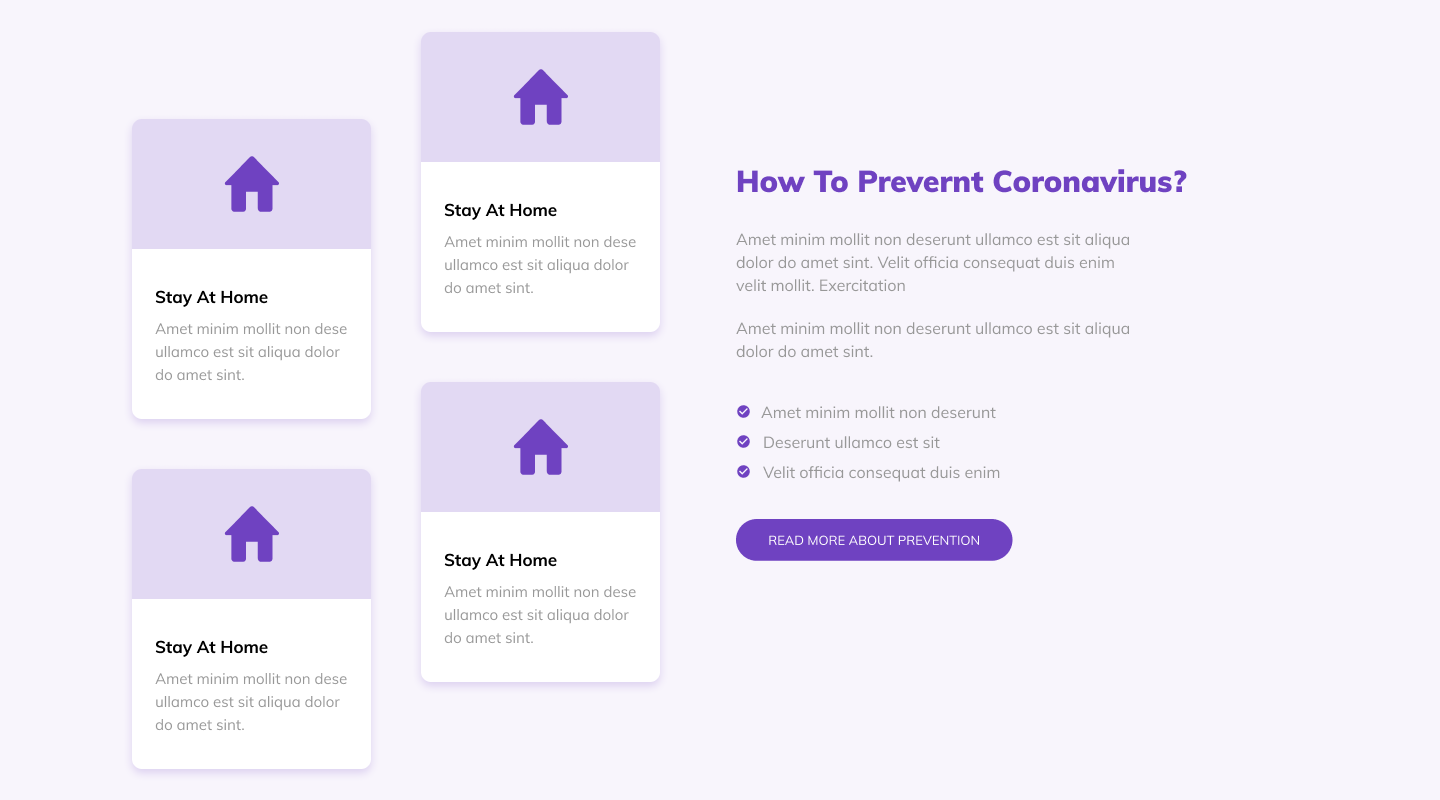 Stay At Home
Amet minim mollit non dese
ullamco est sit aliqua dolor
do amet sint.
Stay At Home
Amet minim mollit non dese
ullamco est sit aliqua dolor
do amet sint.
Stay At Home
Amet minim mollit non dese
ullamco est sit aliqua dolor
do amet sint.
Stay At Home
Amet minim mollit non dese
ullamco est sit aliqua dolor
do amet sint.
How To Prevernt Coronavirus?
Amet minim mollit non deserunt ullamco est sit aliqua
dolor do amet sint. Velit officia consequat duis enim
velit mollit. Exercitation
Amet minim mollit non deserunt ullamco est sit aliqua
dolor do amet sint.
Amet minim mollit non deserunt
Deserunt ullamco est sit
Velit officia consequat duis enim
READ MORE ABOUT PREVENTION